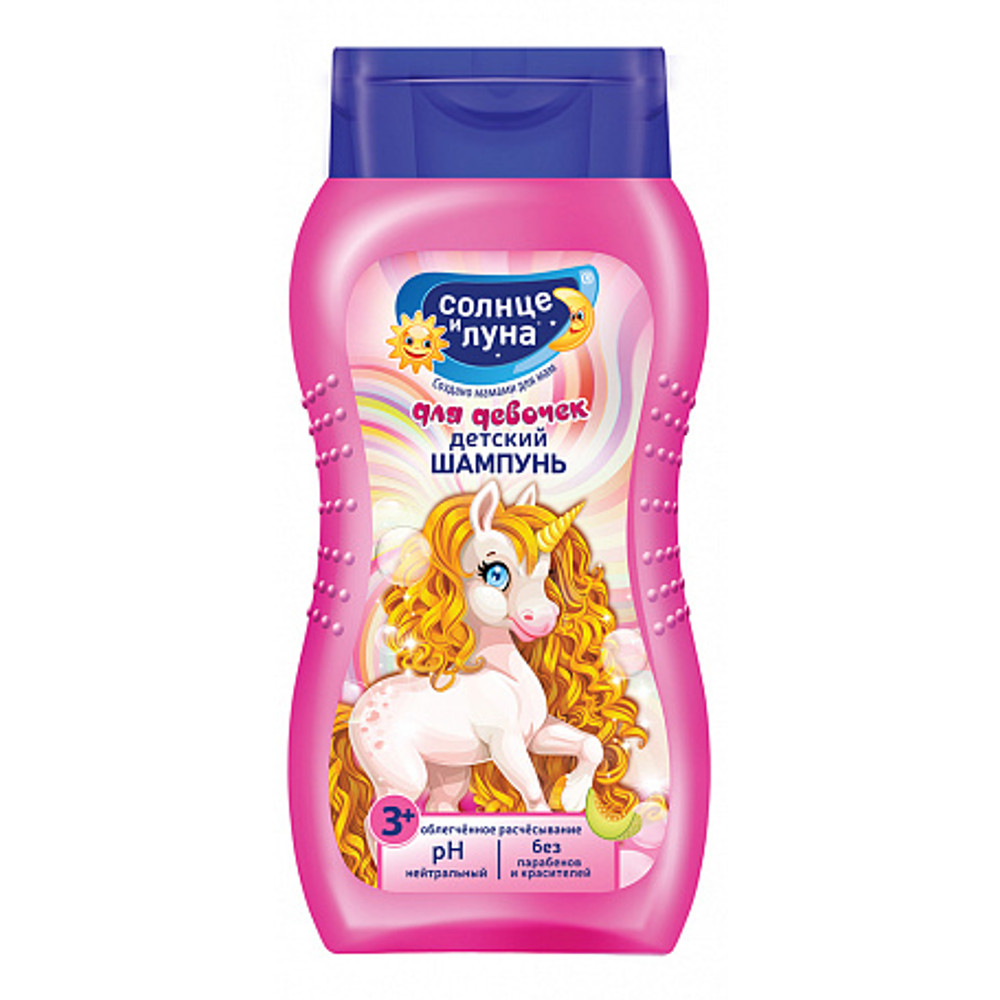 СОЛНЦЕ
И
ЛУНА
®
Создано мамами для мам
для девочек
детский
ШАМПУНЬ
3+
облегчённое расчёсывание
pH
нейтральный
без
парабенов
и красителей